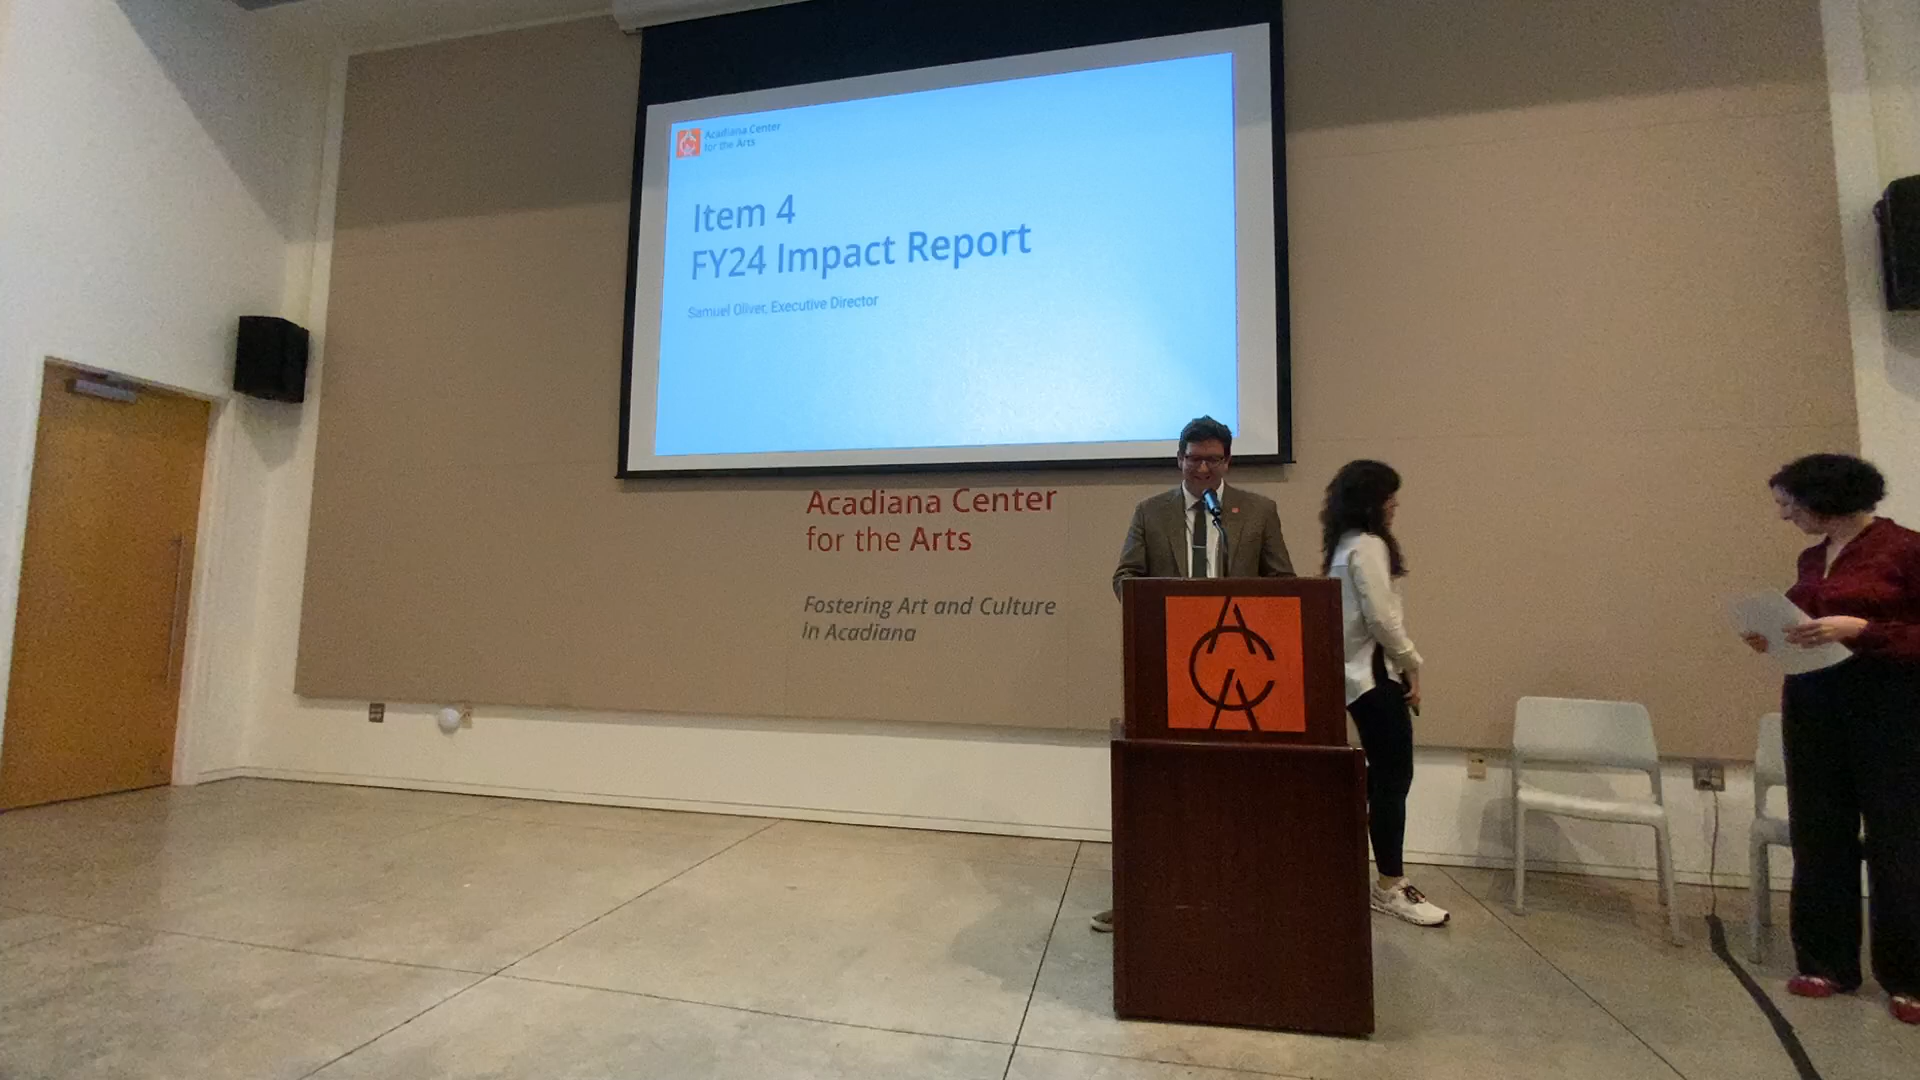 Acadiana Center
for the Arts
Item 4
FY24 Impact Report
Samuel Oliver, Executive Director
Acadiana Center
for the Arts
Fostering Art and Culture
in Acadiana
ACA